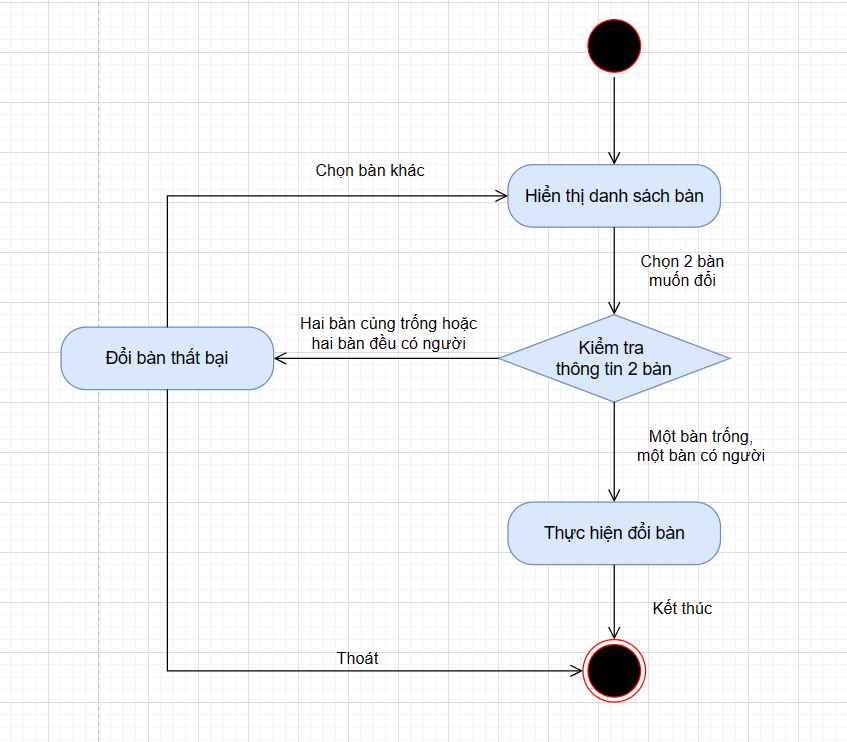 Chọn bàn khác
Hiển thị danh sách bàn
Chọn 2 bàn
muốn đổi
Hai bàn cùng trống hoặc
hai bàn đều có người
Đổi bàn thất bại
Kiểm tra
thông tin 2 bàn
Một bàn trống,
một bàn có người
Thực hiện đổi bàn
Kết thúc
Thoát